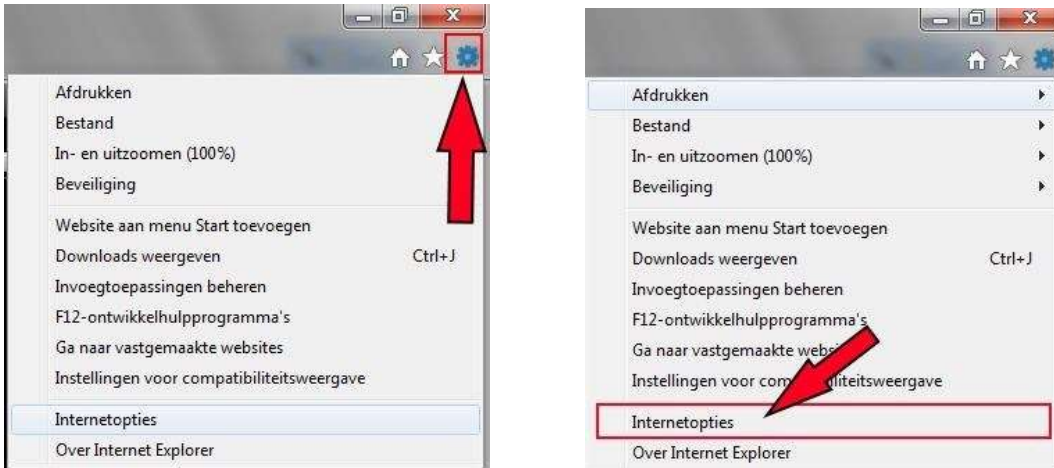 Afdrukken
Bestand
In- en uitzoomen (100%)
Beveiliging
Website aan menu Start toevoegen
Downloads weergeven Ctrl+J
Invoegtoepassingen beheren
F12-ontwikkelhulpprogramma's
Ga naar vastgemaakte websites
Instellingen voor compatibiliteitsweergave
Internetopties
Over Internet Explorer
Afdrukken
Bestand
In- en uitzoomen (100%)
Beveiliging
Website aan menu Start toevoegen
Downloads weergeven Ctrl+J
Invoegtoepassingen beheren
F12-ontwikkelhulpprogramma's
Ga naar vastgemaakte
Instellingen voor
Internetopties
Over Internet Explorer